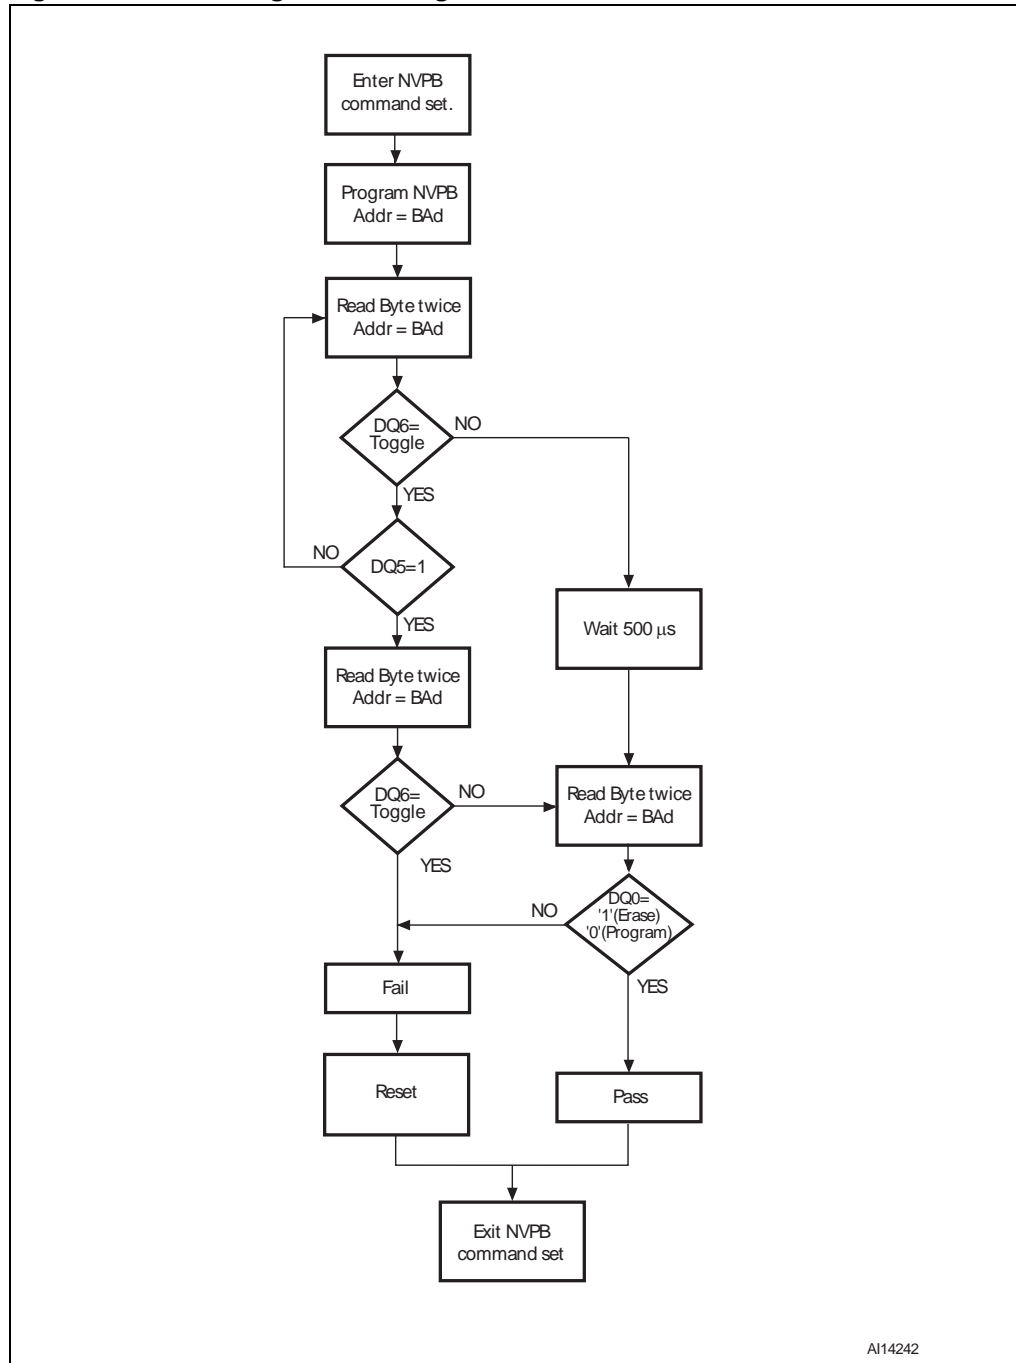 Enter NVPB
command set.
Program NVPB
Addr = BAd
Read Byte twice
Addr = BAd
DQ6=
Toggle
NO
YES
DQ5=1
NO
YES
Wait 500 µs
Read Byte twice
Addr = BAd
DQ6=
Toggle
NO
Read Byte twice
Addr = BAd
YES
DQ0=
'1'(Erase)
'0'(Program)
NO
YES
Fail
Reset
Pass
Exit NVPB
command set
AI14242